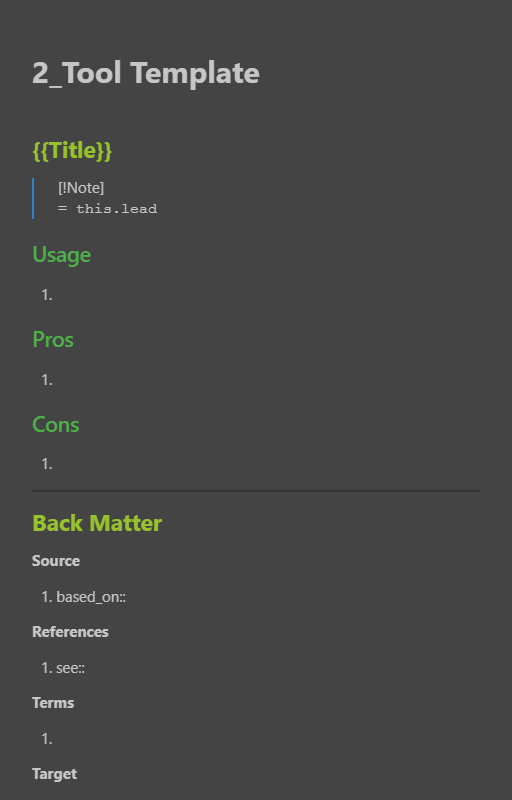 2_Tool Template
{{Title}}
[!Note]
= this.lead
Usage
1.
Pros
1.
Cons
1.
Back Matter
Source
1. based_on::
References
1. see::
Terms
1.
Target